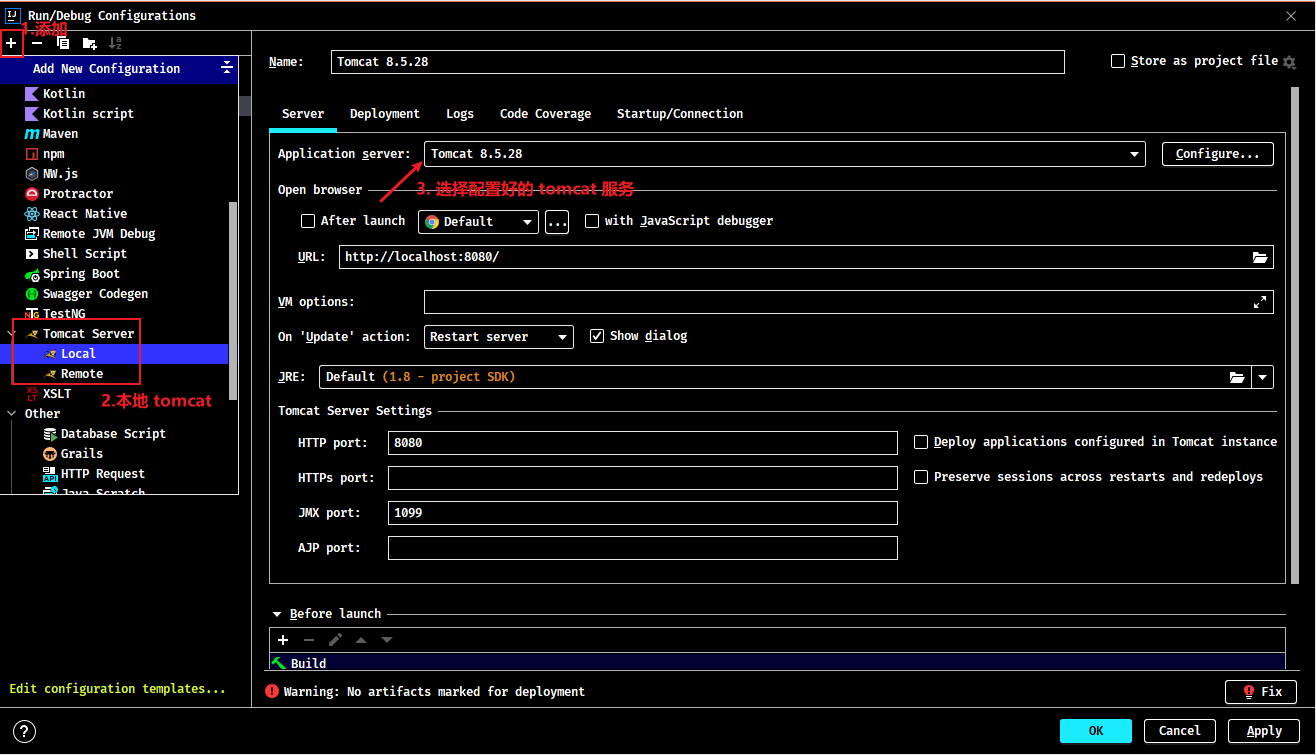 Run/Debug Configurations
1.添加
Add New Configuration
Kotlin
Kotlin script
Maven
npm
NW.js
Protractor
React Native
Remote JVM Debug
Shell Script
Spring Boot
Swagger Codegen
TestNG
Tomcat Server
Local
Remote
XSLT
2.本地 tomcat
Other
Database Script
Grails
HTTP Request
Java Scratch
Edit configuration templates...
Name:
Tomcat 8.5.28
Store as project file
Server
Deployment
Logs
Code Coverage
Startup/Connection
Application server:
Tomcat 8.5.28
Configure...
Open browser
3. 选择配置好的 tomcat 服务
After launch
Default
...
with JavaScript debugger
URL:
http://localhost:8080/
VM options:
On 'Update' action:
Restart server
Show dialog
JRE:
Default (1.8 - project SDK)
Tomcat Server Settings
HTTP port:
8080
Deploy applications configured in Tomcat instance
HTTPs port:
Preserve sessions across restarts and redeploys
JMX port:
1099
AJP port:
Before launch
Build
Warning: No artifacts marked for deployment
Fix
?
OK
Cancel
Apply